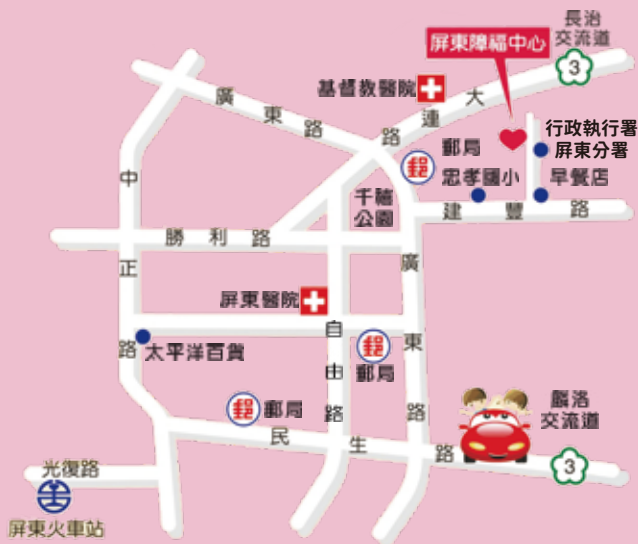 長治
交流道
3
屏東障福中心
基督教醫院
大
連
路
廣
東
路
行政執行署
屏東分署
郵局
郵
忠孝國小
早餐店
千禧
公園
建
豐
路
中
正
路
勝
利
路
廣
東
路
屏東醫院
自
由
路
太平洋百貨
郵
郵局
郵
郵局
民
生
路
麟洛
交流道
3
光復路
屏東火車站